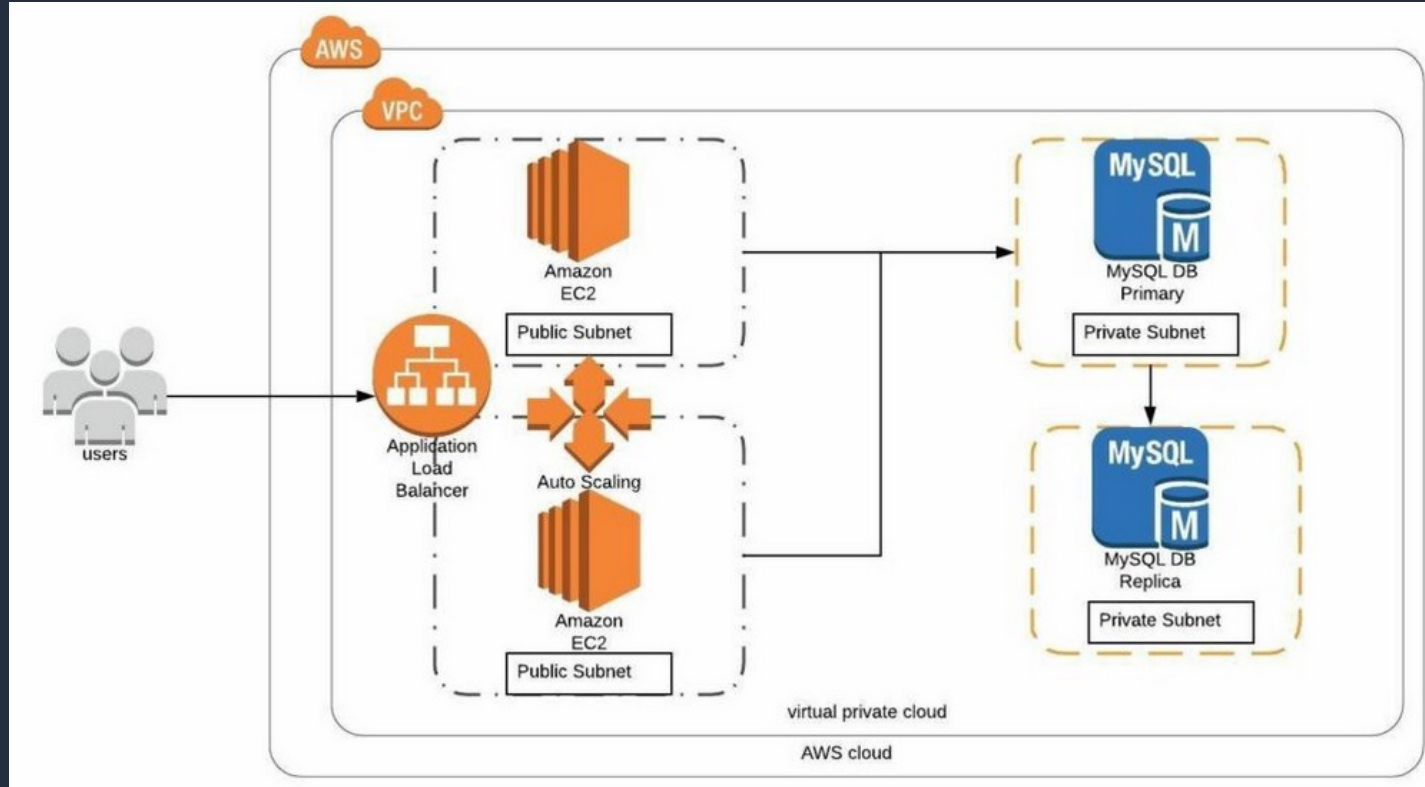 AWS
VPC
MySQL
M
Amazon
EC2
MySQL DB
Primary
Public Subnet
Private Subnet
users
Application
Load
Balancer
Auto Scaling
MySQL
M
Amazon
EC2
MySQL DB
Replica
Public Subnet
Private Subnet
virtual private cloud
AWS cloud